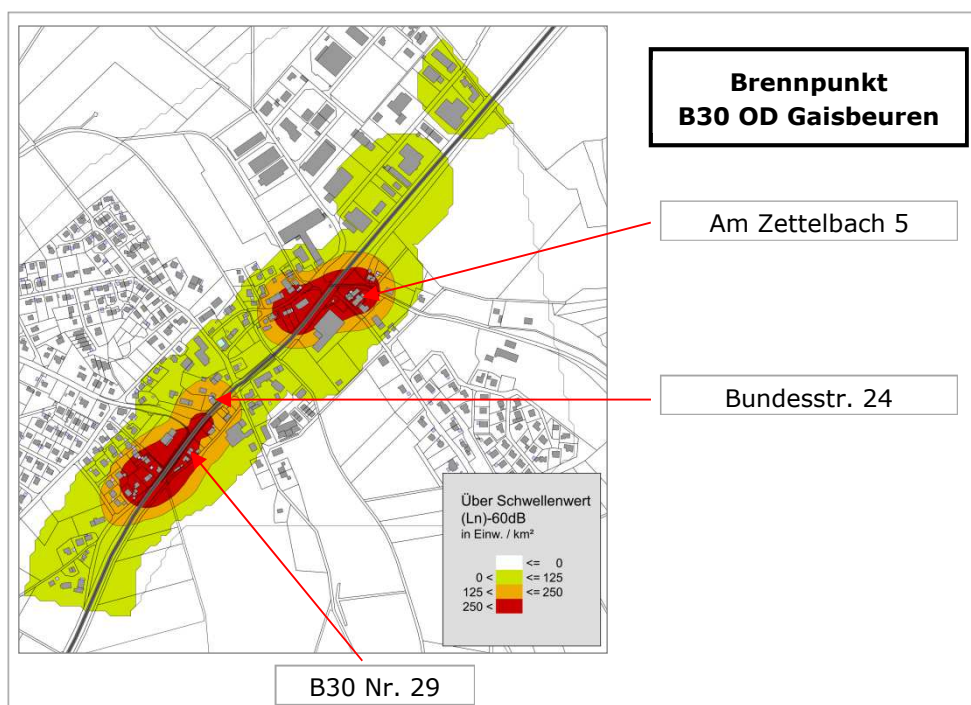 Brennpunkt
B30 OD Gaisbeuren
Am Zettelbach 5
Bundesstr. 24
Über Schwellenwert
(Ln)-60dB
in Einw. / km²
<= 0
0 < <= 125
125 < <= 250
250 <
B30 Nr. 29